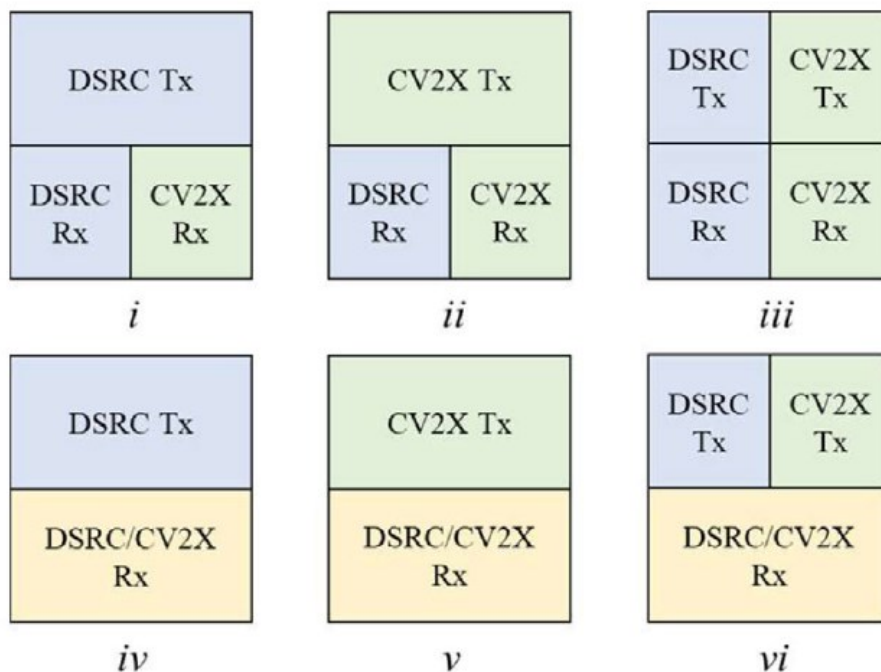 DSRC Tx
DSRC
Rx
CV2X
Rx
i
CV2X Tx
DSRC
Rx
CV2X
Rx
ii
DSRC
Tx
CV2X
Tx
DSRC
Rx
CV2X
Rx
iii
DSRC Tx
DSRC/CV2X
Rx
iv
CV2X Tx
DSRC/CV2X
Rx
v
DSRC
Tx
CV2X
Tx
DSRC/CV2X
Rx
vi